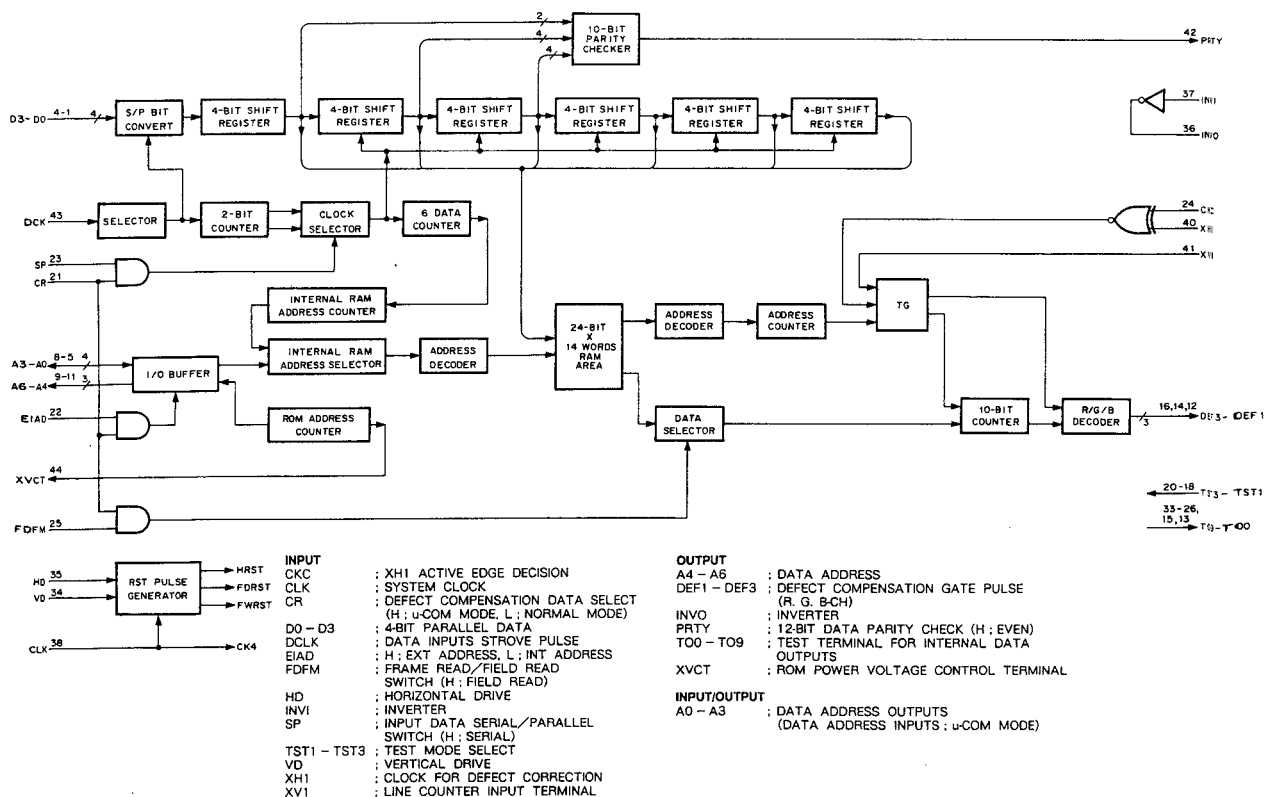 2
4
4
10-BIT
PARITY
CHECKER
42
PRTY
D3-D0
4-1
4
S/P BIT
CONVERT
4-BIT SHIFT
REGISTER
4-BIT SHIFT
REGISTER
4-BIT SHIFT
REGISTER
4-BIT SHIFT
REGISTER
4-BIT SHIFT
REGISTER
4-BIT SHIFT
REGISTER
37
INVI
36
INVO
DCK
43
SELECTOR
2-BIT
COUNTER
CLOCK
SELECTOR
6 DATA
COUNTER
24
CKC
40
XH1
41
XV1
SP
23
CR
21
INTERNAL RAM
ADDRESS COUNTER
INTERNAL RAM
ADDRESS SELECTOR
ADDRESS
DECODER
24-BIT
X
14 WORDS
RAM
AREA
ADDRESS
DECODER
ADDRESS
COUNTER
TG
A3-A0
8-5
4
A6-A4
9-11
3
I/O BUFFER
EIAD
22
ROM ADDRESS
COUNTER
DATA
SELECTOR
10-BIT
COUNTER
R/G/B
DECODER
16,14,12
3
DEF3-DEF1
XVCT
44
FDFM
25
20-18
TST3-TST1
33-26,
15,13
TO9-TO0
HD
35
VD
34
RST PULSE
GENERATOR
HRST
FDRST
FWRST
CLX
38
CK4
INPUT
CKC ; XH1 ACTIVE EDGE DECISION
CLK ; SYSTEM CLOCK
CR ; DEFECT COMPENSATION DATA SELECT
(H ; u-COM MODE, L ; NORMAL MODE)
D0 - D3 ; 4-BIT PARALLEL DATA
DCLK ; DATA INPUTS STROVE PULSE
EIAD ; H ; EXT ADDRESS, L ; INT ADDRESS
FDFM ; FRAME READ/FIELD READ
SWITCH (H ; FIELD READ)
HD ; HORIZONTAL DRIVE
INVI ; INVERTER
SP ; INPUT DATA SERIAL/PARALLEL
SWITCH (H ; SERIAL)
TST1 - TST3 ; TEST MODE SELECT
VD ; VERTICAL DRIVE
XH1 ; CLOCK FOR DEFECT CORRECTION
XV1 ; LINE COUNTER INPUT TERMINAL
OUTPUT
A4 - A6 ; DATA ADDRESS
DEF1 - DEF3 ; DEFECT COMPENSATION GATE PULSE
(R. G. B-CH)
INVO ; INVERTER
PRTY ; 12-BIT DATA PARITY CHECK (H ; EVEN)
TO0 - TO9 ; TEST TERMINAL FOR INTERNAL DATA
OUTPUTS
XVCT ; ROM POWER VOLTAGE CONTROL TERMINAL
INPUT/OUTPUT
A0 - A3 ; DATA ADDRESS OUTPUTS
(DATA ADDRESS INPUTS ; u-COM MODE)